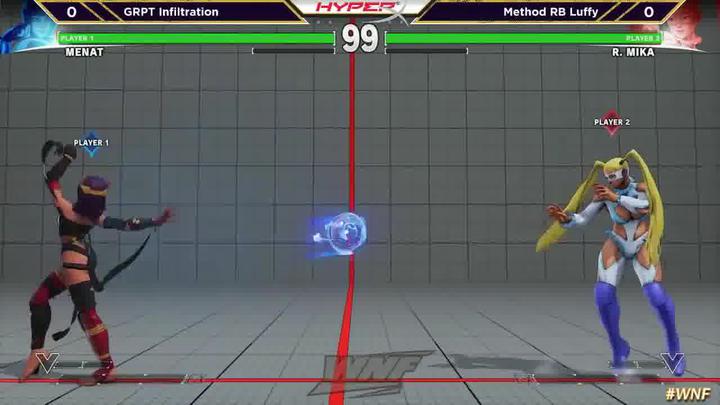 0 GRPT Infiltration HYPER Method RB Luffy 0
PLAYER 1 99 PLAYER 2
MENAT R. MIKA
PLAYER 1 PLAYER 2
WNF
#WNF